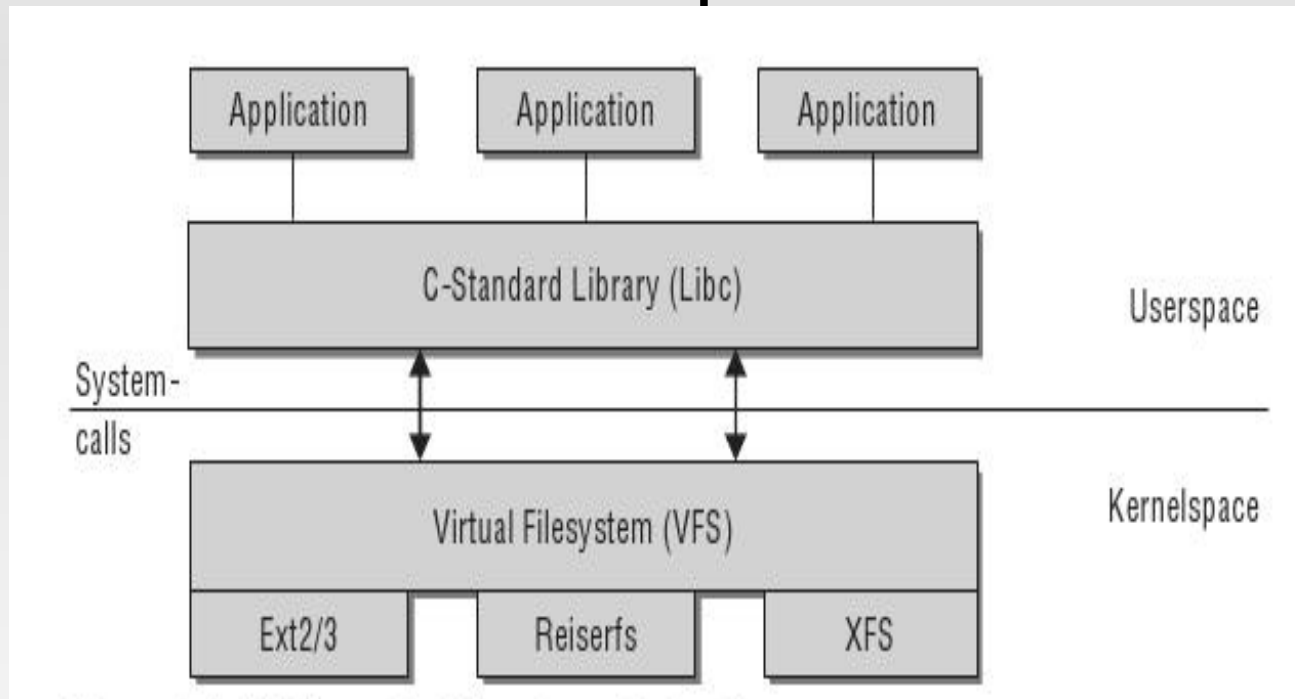 Application
Application
Application
C-Standard Library (Libc)
Userspace
System-
calls
Kernelspace
Virtual Filesystem (VFS)
Ext2/3
Reiserfs
XFS